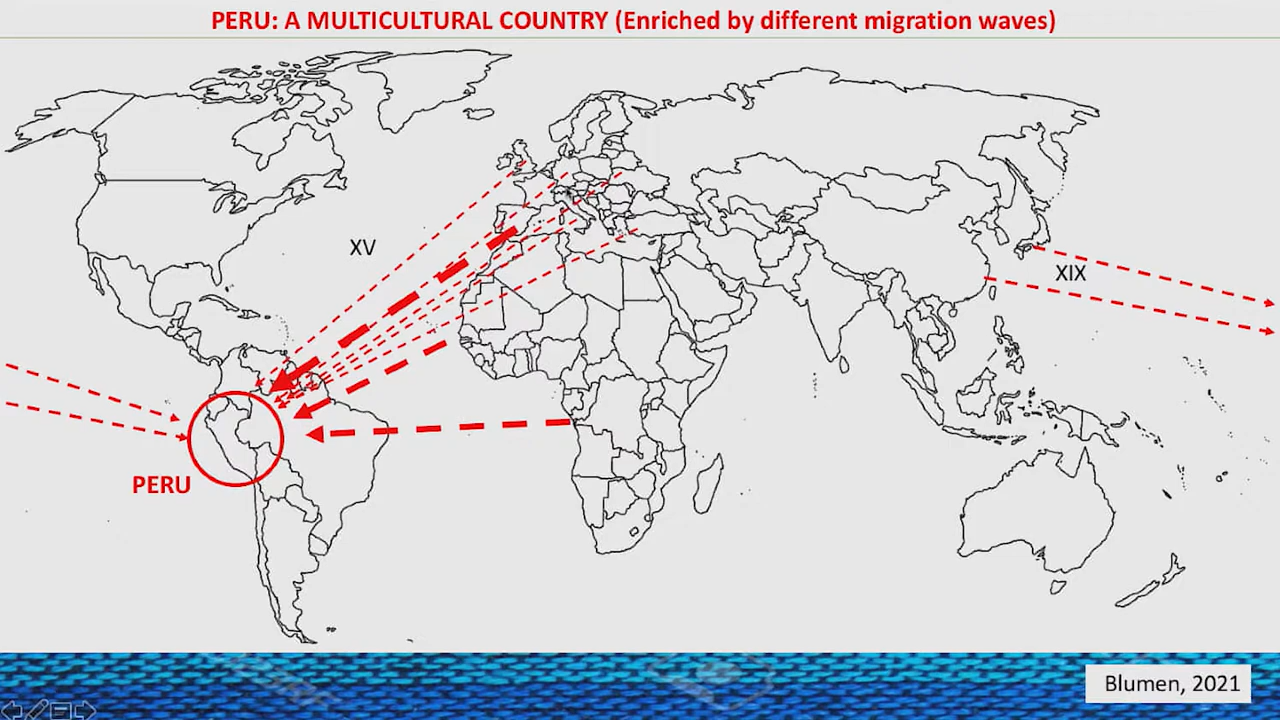 PERU: A MULTICULTURAL COUNTRY (Enriched by different migration waves)
XV
XIX
PERU
Blumen, 2021